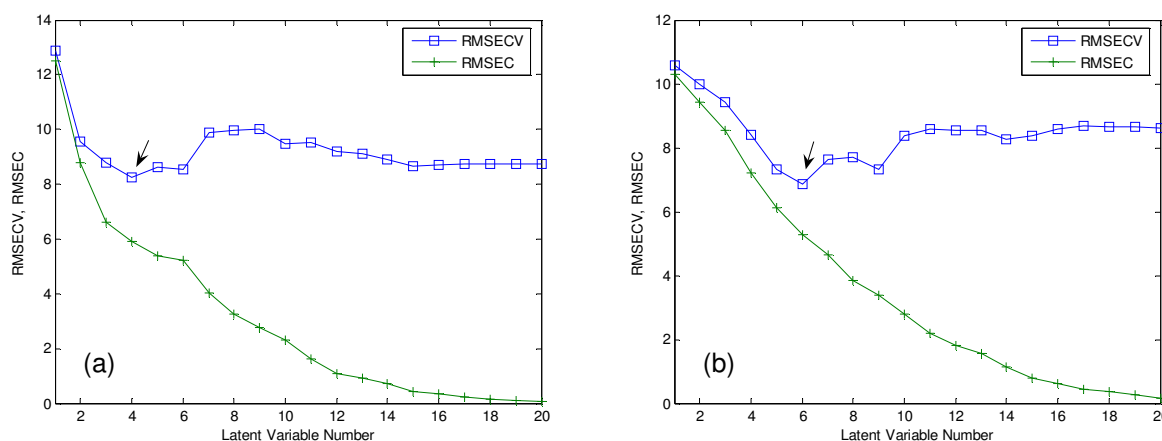 14
12
10
8
6
4
2
0
RMSECV, RMSEC
RMSECV
RMSEC
(a)
2 4 6 8 10 12 14 16 18 20
Latent Variable Number
12
10
8
6
4
2
0
RMSECV, RMSEC
RMSECV
RMSEC
(b)
2 4 6 8 10 12 14 16 18 20
Latent Variable Number